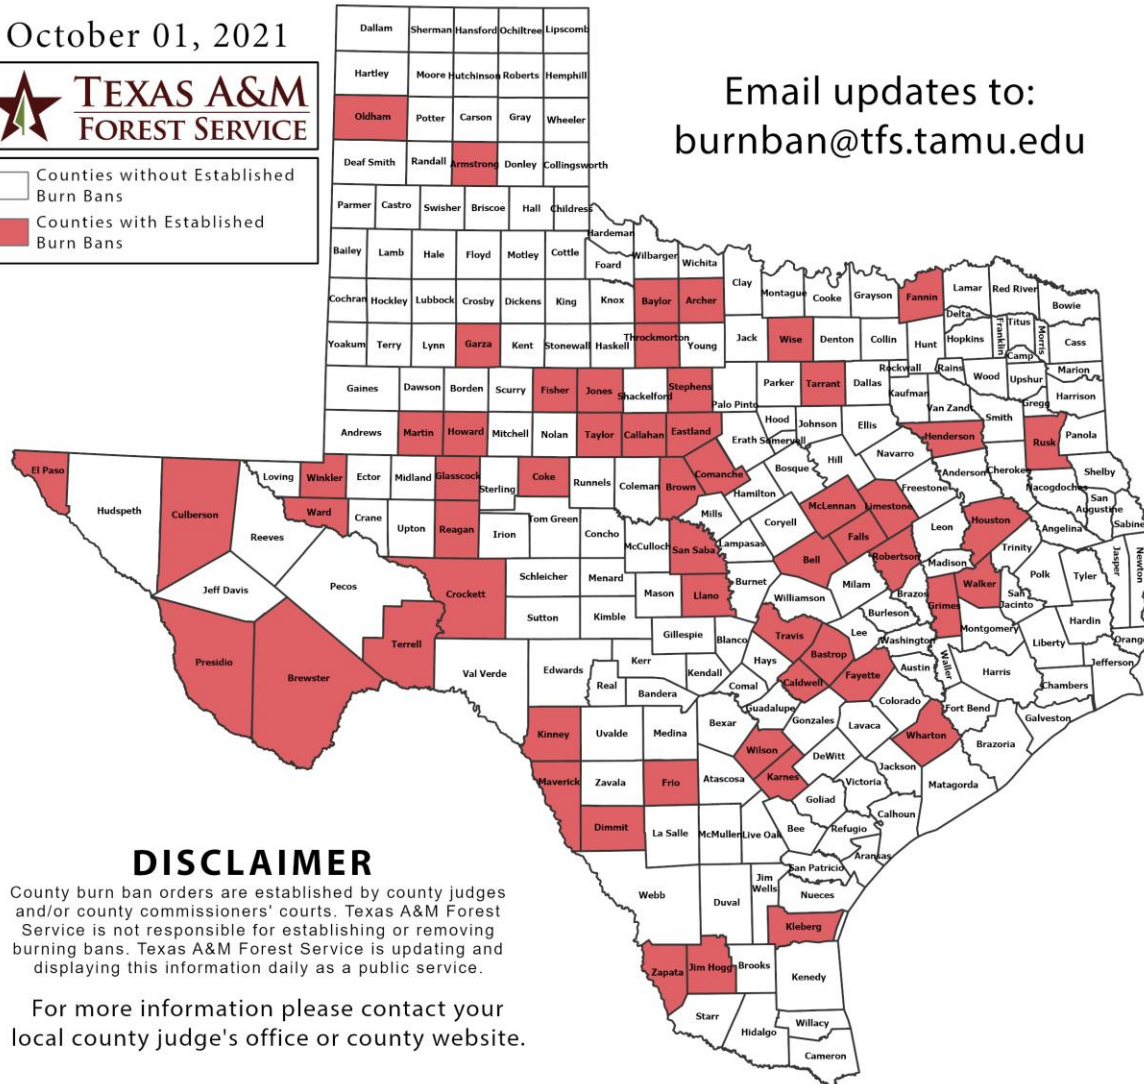 October 01, 2021
TEXAS A&M
FOREST SERVICE
Counties without Established
Burn Bans
Counties with Established
Burn Bans
Email updates to:
burnban@tfs.tamu.edu
Dallam Sherman Hansford Ochiltree Lipscomb
Hartley Moore Hutchinson Roberts Hemphill
Oldham Potter Carson Gray Wheeler
Deaf Smith Randall Armstrong Donley Collingsworth
Parmer Castro Swisher Briscoe Hall Childress
Hardeman
Bailey Lamb Hale Floyd Motley Cottle Foard Wilbarger Wichita
Clay Montague Cooke Grayson Fannin Lamar Red River Bowie
Cochran Hockley Lubbock Crosby Dickens King Knox Baylor Archer
Delta Titus Franklin Morris
Yoakum Terry Lynn Garza Kent Stonewall Haskell Throckmorton Young Jack Wise Denton Collin Hunt Hopkins Cass
Camp
Rockwall Rains Wood Upshur Marion
Gaines Dawson Borden Scurry Fisher Jones Shackelford Stephens Palo Pinto Parker Tarrant Dallas Kaufman Van Zandt Gregg Harrison
Andrews Martin Howard Mitchell Nolan Taylor Callahan Eastland Erath Hood Somervell Johnson Ellis Henderson Smith Rusk Panola
El Paso Hudspeth Culberson Loving Winkler Ector Midland Glasscock Sterling Coke Runnels Coleman Brown Comanche Bosque Hill Navarro Anderson Cherokee Shelby
Hamilton Freestone Nacogdoches San Augustine Sabine
Ward Crane Upton Reagan Irion Tom Green Concho Mills Coryell McLennan Limestone Leon Houston Angelina
Reeves McCulloch San Saba Lampasas Bell Falls Robertson Madison Trinity Jasper Newton
Jeff Davis Pecos Crockett Schleicher Menard Mason Llano Burnet Williamson Milam Brazos Grimes Walker San Jacinto Polk Tyler
Sutton Kimble Gillespie Blanco Travis Lee Burleson Washington Montgomery Liberty Hardin Orange
Presidio Brewster Terrell Val Verde Edwards Kerr Kendall Hays Bastrop Fayette Austin Waller Harris Jefferson
Real Bandera Comal Caldwell Colorado Chambers
Guadalupe Gonzales Lavaca Fort Bend Galveston
Kinney Uvalde Medina Bexar Wilson DeWitt Wharton Brazoria
Maverick Zavala Frio Atascosa Karnes Victoria Jackson Matagorda
Goliad Calhoun
Dimmit La Salle McMullen Live Oak Bee Refugio
Aransas
San Patricio
Webb Duval Jim Wells Nueces
Kleberg
Zapata Jim Hogg Brooks Kenedy
Starr Hidalgo Willacy
Cameron
DISCLAIMER
County burn ban orders are established by county judges
and/or county commissioners' courts. Texas A&M Forest
Service is not responsible for establishing or removing
burning bans. Texas A&M Forest Service is updating and
displaying this information daily as a public service.
For more information please contact your
local county judge's office or county website.